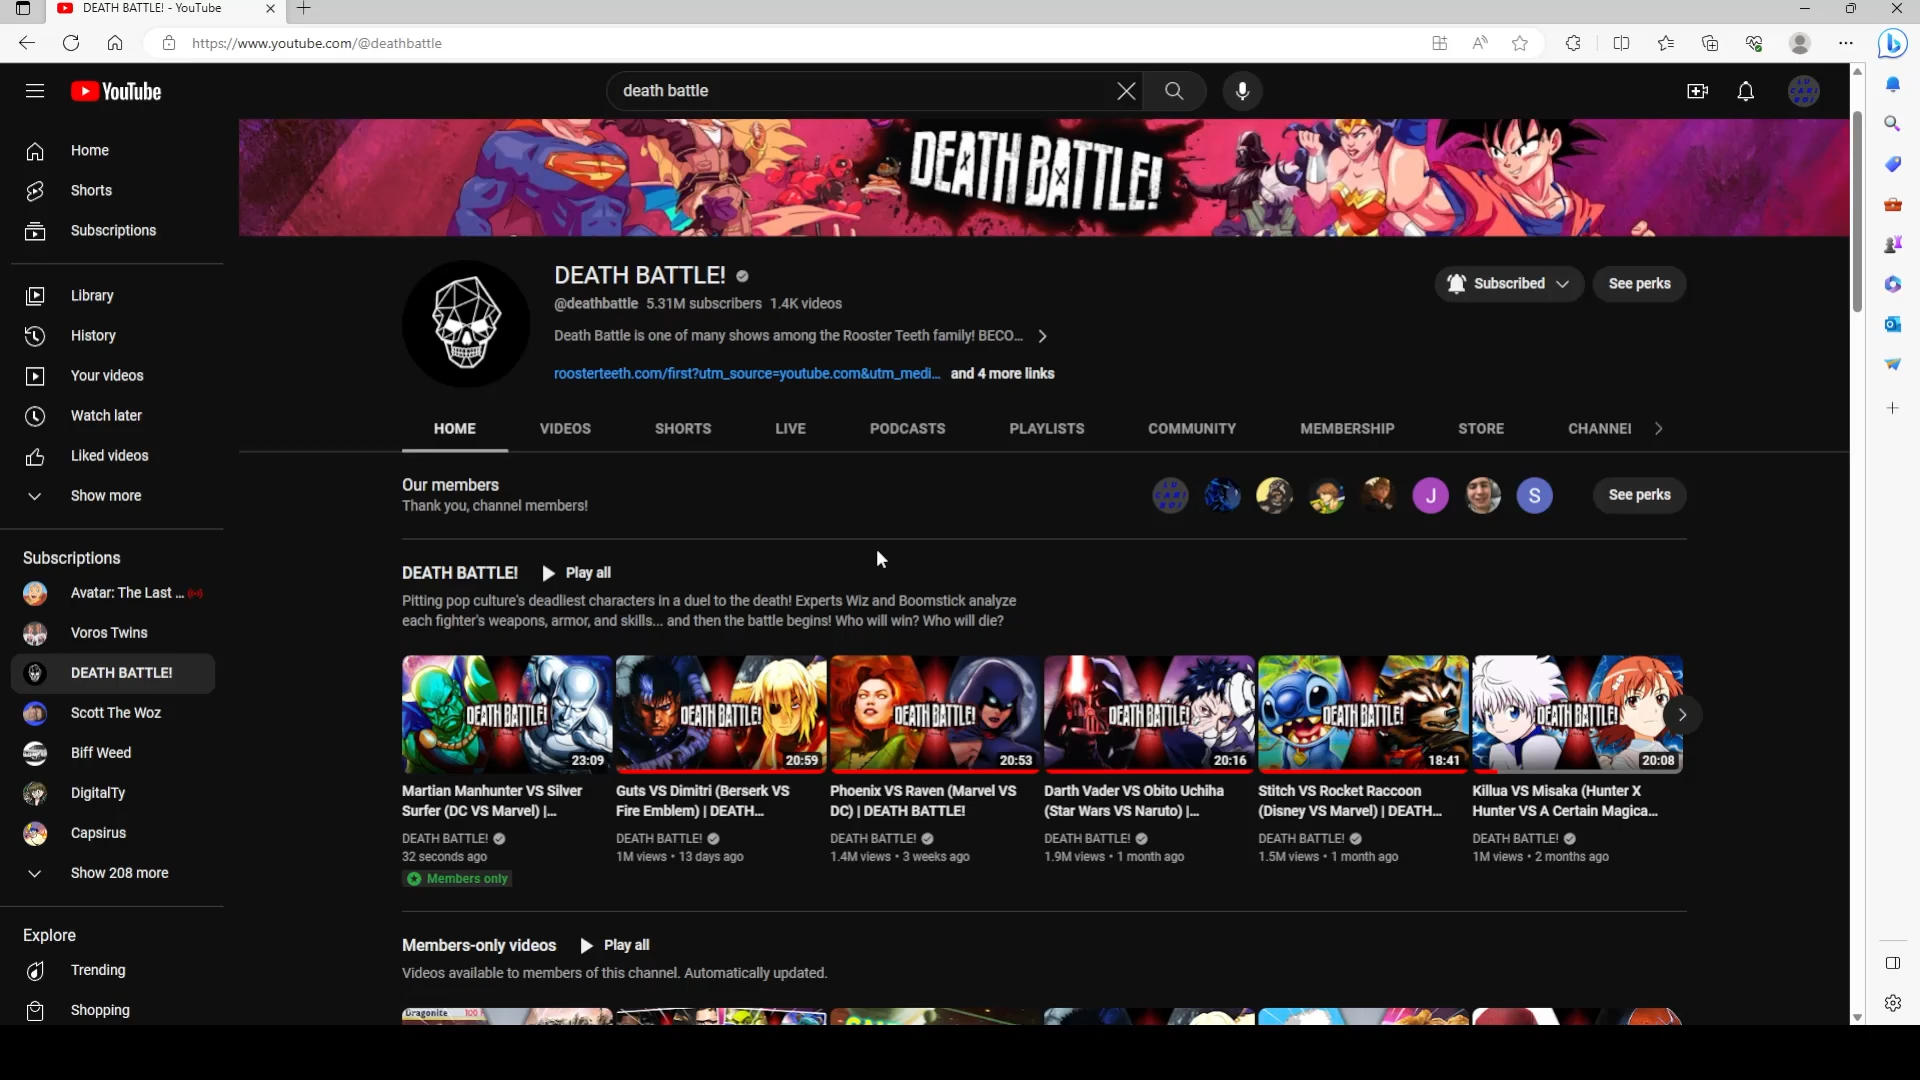 DEATH BATTLE! - YouTube
https://www.youtube.com/@deathbattle
YouTube
death battle
Home
Shorts
Subscriptions
Library
History
Your videos
Watch later
Liked videos
Show more
Subscriptions
Avatar: The Last ...
Voros Twins
DEATH BATTLE!
Scott The Woz
Biff Weed
DigitalTy
Capsirus
Show 208 more
Explore
Trending
Shopping
DEATH BATTLE!
DEATH BATTLE!
@deathbattle 5.31M subscribers 1.4K videos
Death Battle is one of many shows among the Rooster Teeth family! BECO...
roosterteeth.com/first?utm_source=youtube.com&utm_medi... and 4 more links
Subscribed
See perks
HOME VIDEOS SHORTS LIVE PODCASTS PLAYLISTS COMMUNITY MEMBERSHIP STORE CHANNEL
Our members
Thank you, channel members!
J
S
See perks
DEATH BATTLE! Play all
Pitting pop culture's deadliest characters in a duel to the death! Experts Wiz and Boomstick analyze
each fighter's weapons, armor, and skills... and then the battle begins! Who will win? Who will die?
DEATH BATTLE!
23:09
Martian Manhunter VS Silver
Surfer (DC VS Marvel) |...
DEATH BATTLE!
32 seconds ago
Members only
DEATH BATTLE!
20:59
Guts VS Dimitri (Berserk VS
Fire Emblem) | DEATH...
DEATH BATTLE!
1M views • 13 days ago
DEATH BATTLE!
20:53
Phoenix VS Raven (Marvel VS
DC) | DEATH BATTLE!
DEATH BATTLE!
1.4M views • 3 weeks ago
DEATH BATTLE!
20:16
Darth Vader VS Obito Uchiha
(Star Wars VS Naruto) |...
DEATH BATTLE!
1.9M views • 1 month ago
DEATH BATTLE!
18:41
Stitch VS Rocket Raccoon
(Disney VS Marvel) | DEATH...
DEATH BATTLE!
1.5M views • 1 month ago
DEATH BATTLE!
20:08
Killua VS Misaka (Hunter X
Hunter VS A Certain Magica...
DEATH BATTLE!
1M views • 2 months ago
Members-only videos Play all
Videos available to members of this channel. Automatically updated.
Dragonite